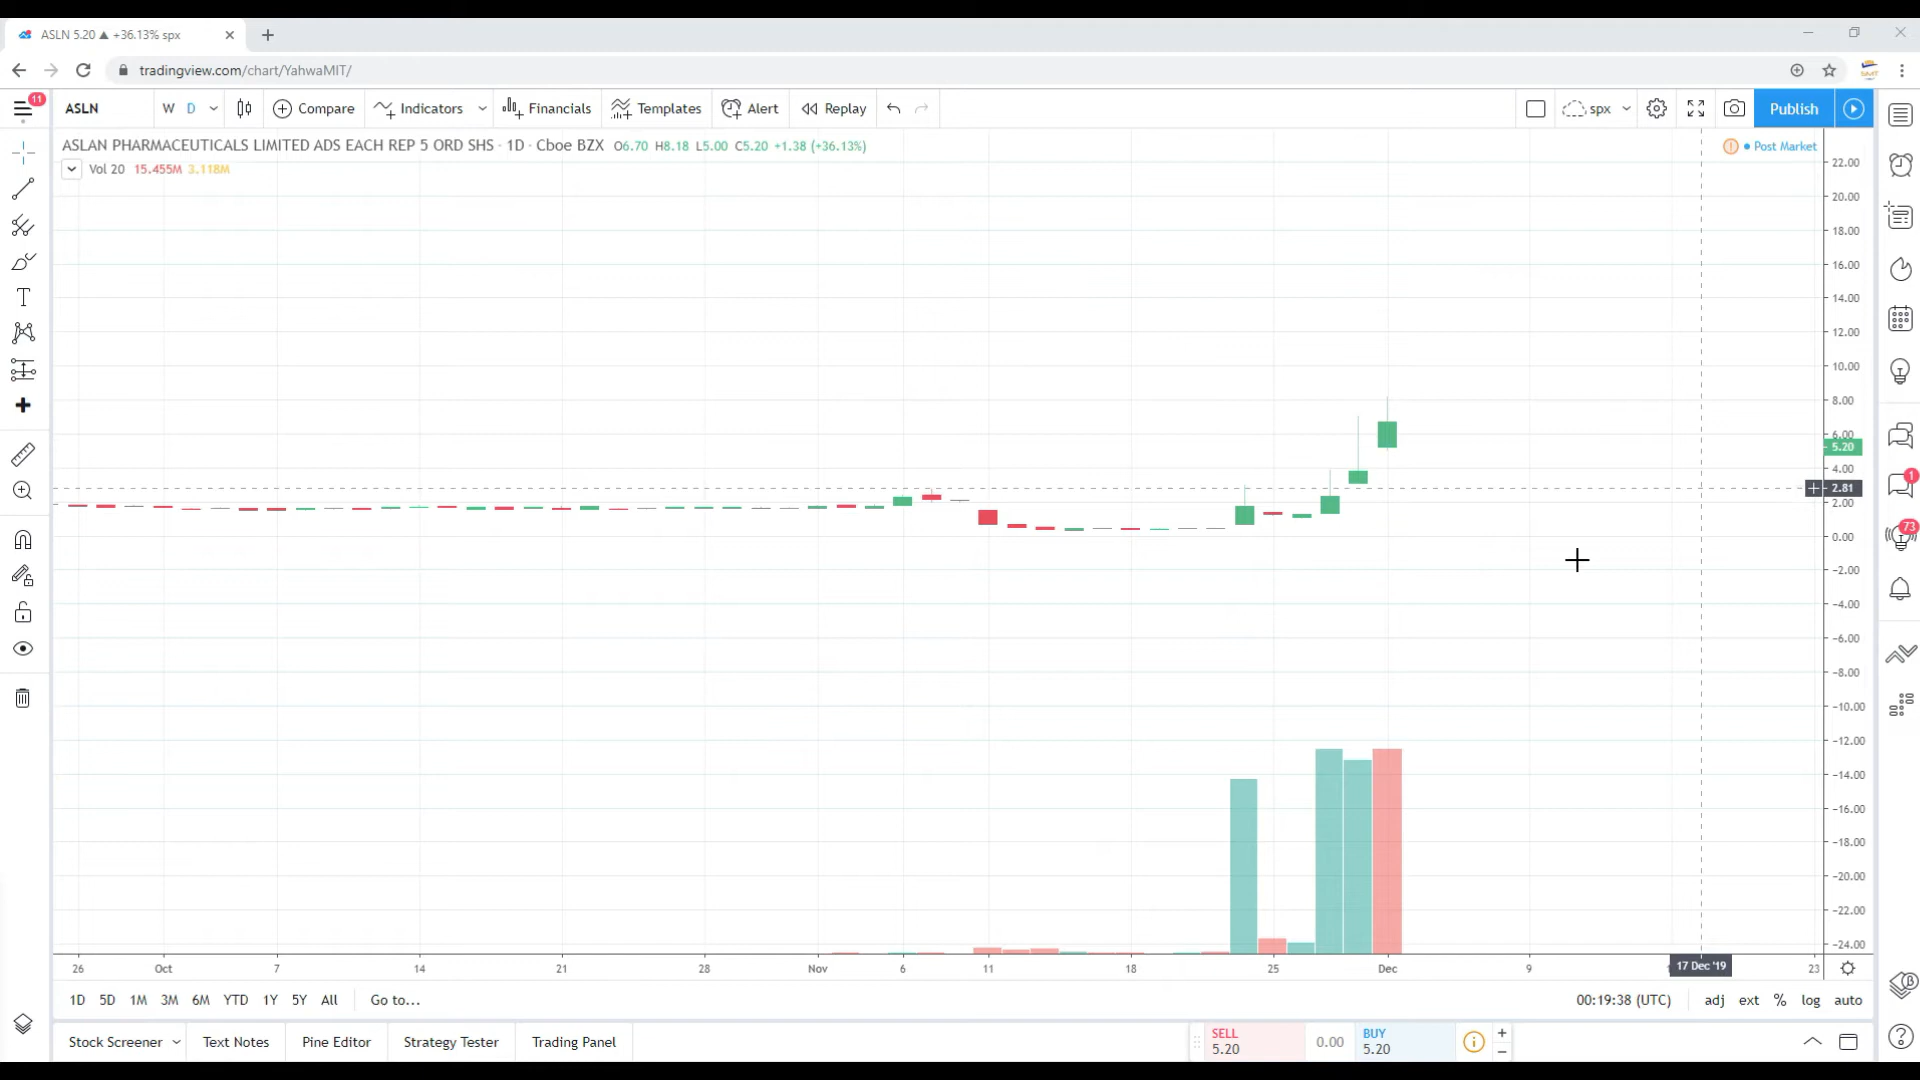 ASLN 5.20 ▲ +36.13% spx
tradingview.com/chart/YahwaMIT/
SMT
11
ASLN W D Compare Indicators Financials Templates Alert Replay spx Publish
ASLAN PHARMACEUTICALS LIMITED ADS EACH REP 5 ORD SHS · 1D · Cboe BZX O6.70 H8.18 L5.00 C5.20 +1.38 (+36.13%)
Post Market
Vol 20 15.455M 3.118M
22.00
20.00
18.00
16.00
14.00
12.00
10.00
8.00
6.00
5.20
4.00
2.81
2.00
0.00
−2.00
−4.00
−6.00
−8.00
−10.00
−12.00
−14.00
−16.00
−18.00
−20.00
−22.00
−24.00
1
73
26 Oct 7 14 21 28 Nov 6 11 18 25 Dec 9 17 Dec '19 23
1D 5D 1M 3M 6M YTD 1Y 5Y All Go to... 00:19:38 (UTC) adj ext % log auto
Stock Screener Text Notes Pine Editor Strategy Tester Trading Panel
SELL
5.20
0.00
BUY
5.20